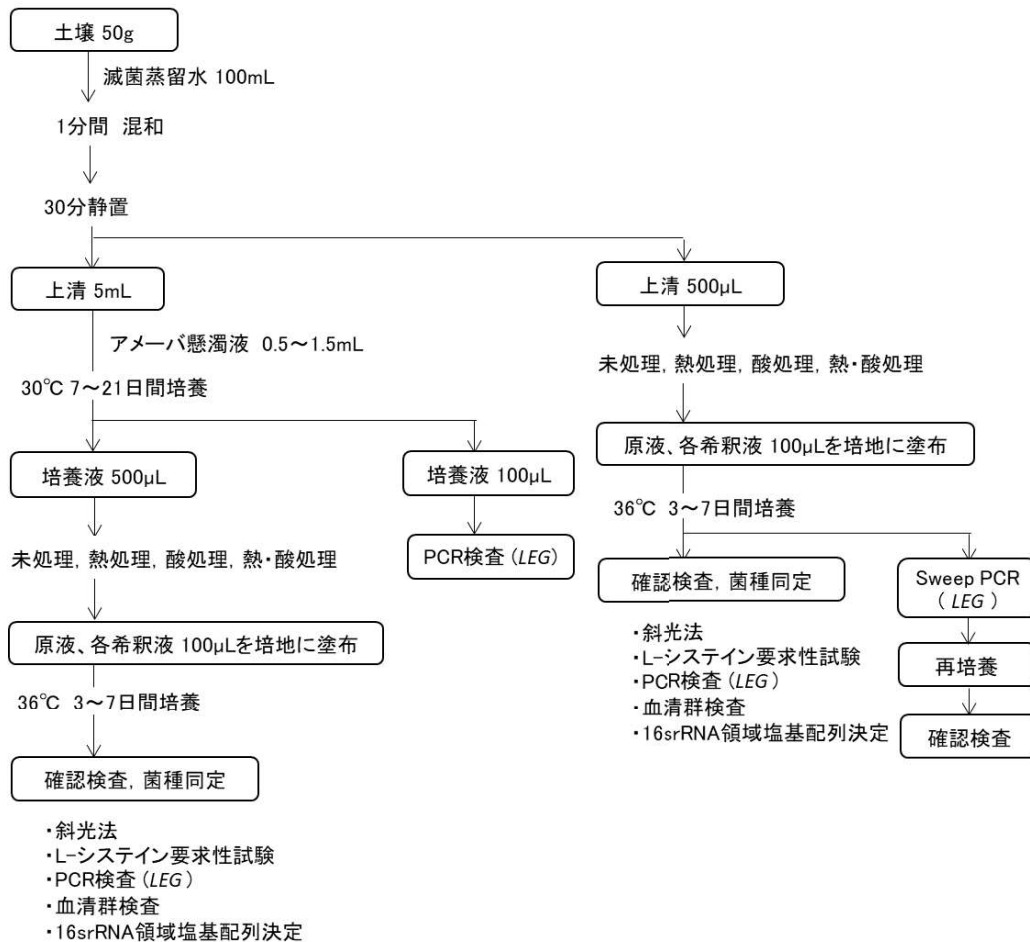 土壌 50g
滅菌蒸留水 100mL
1分間 混和
30分静置
上清 5mL
アメーバ懸濁液 0.5～1.5mL
30℃ 7～21日間培養
培養液 500μL
培養液 100μL
PCR検査 (LEG)
未処理, 熱処理, 酸処理, 熱・酸処理
原液、各希釈液 100μLを培地に塗布
36℃ 3～7日間培養
確認検査, 菌種同定
・斜光法
・L-システイン要求性試験
・PCR検査 (LEG)
・血清群検査
・16srRNA領域塩基配列決定
上清 500μL
未処理, 熱処理, 酸処理, 熱・酸処理
原液、各希釈液 100μLを培地に塗布
36℃ 3～7日間培養
確認検査, 菌種同定
・斜光法
・L-システイン要求性試験
・PCR検査 (LEG)
・血清群検査
・16srRNA領域塩基配列決定
Sweep PCR
( LEG )
再培養
確認検査